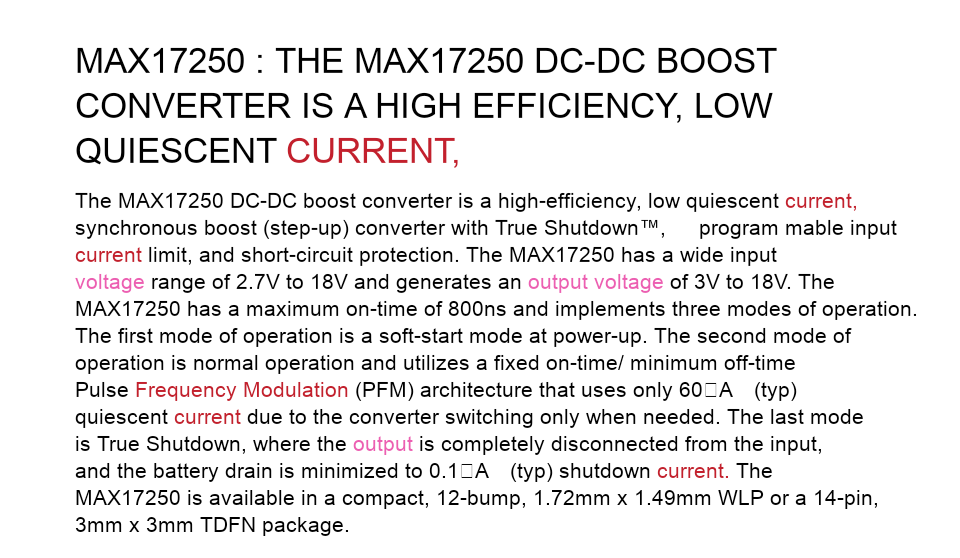 MAX17250 : THE MAX17250 DC-DC BOOST
CONVERTER IS A HIGH EFFICIENCY, LOW
QUIESCENT CURRENT,
The MAX17250 DC-DC boost converter is a high-efficiency, low quiescent current,
synchronous boost (step-up) converter with True Shutdown™, program mable input
current limit, and short-circuit protection. The MAX17250 has a wide input
voltage range of 2.7V to 18V and generates an output voltage of 3V to 18V. The
MAX17250 has a maximum on-time of 800ns and implements three modes of operation.
The first mode of operation is a soft-start mode at power-up. The second mode of
operation is normal operation and utilizes a fixed on-time/ minimum off-time
Pulse Frequency Modulation (PFM) architecture that uses only 60□A (typ)
quiescent current due to the converter switching only when needed. The last mode
is True Shutdown, where the output is completely disconnected from the input,
and the battery drain is minimized to 0.1□A (typ) shutdown current. The
MAX17250 is available in a compact, 12-bump, 1.72mm x 1.49mm WLP or a 14-pin,
3mm x 3mm TDFN package.